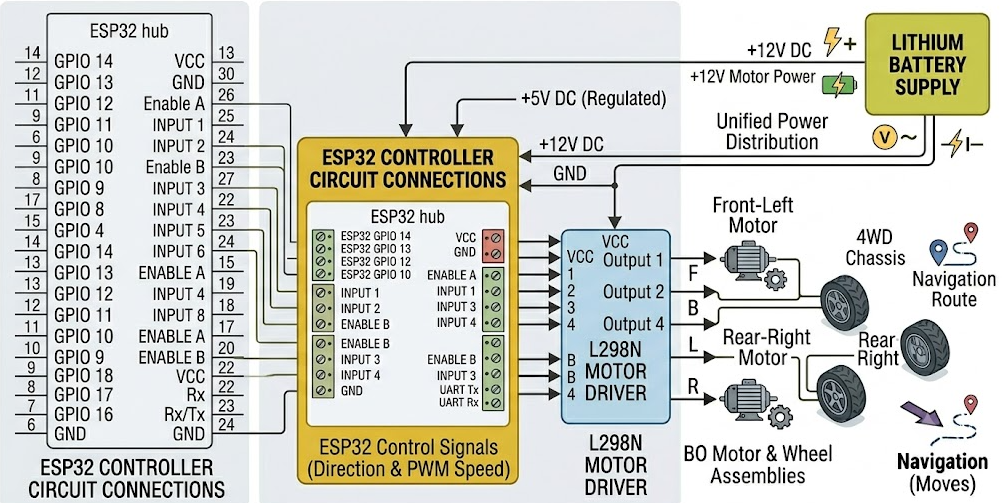 ESP32 hub
14 GPIO 14 VCC 13
12 GPIO 13 GND 30
11 GPIO 12 Enable A 26
9 GPIO 11 INPUT 1 25
6 GPIO 10 INPUT 2 24
9 GPIO 10 Enable B 23
8 GPIO 9 INPUT 3 27
17 GPIO 8 INPUT 4 22
15 GPIO 4 INPUT 5 23
14 GPIO 14 INPUT 6 24
13 GPIO 13 ENABLE A 15
12 GPIO 12 INPUT 4 19
12 GPIO 11 INPUT 8 18
11 GPIO 10 ENABLE A 17
10 GPIO 9 ENABLE B 20
9 GPIO 18 VCC 22
8 GPIO 17 Rx 22
7 GPIO 16 Rx/Tx 23
6 GND GND 24
ESP32 CONTROLLER
CIRCUIT CONNECTIONS
+12V DC
+
+12V Motor Power
+5V DC (Regulated)
LITHIUM
BATTERY
SUPPLY
Unified Power
Distribution
V ~
-
+12V DC
GND
ESP32 CONTROLLER
CIRCUIT CONNECTIONS
ESP32 hub
ESP32 GPIO 14
ESP32 GPIO 13
ESP32 GPIO 12
ESP32 GPIO 10
INPUT 1
INPUT 2
ENABLE B
ENABLE B
INPUT 3
INPUT 4
GND
VCC
GND
ENABLE A
INPUT 1
INPUT 3
INPUT 4
ENABLE B
INPUT 3
UART Tx
UART Rx
ESP32 Control Signals
(Direction & PWM Speed)
VCC
VCC Output 1
1
2 Output 2
3
4 Output 4
L298N
B MOTOR
B DRIVER
4
L298N
MOTOR
DRIVER
F
B
L
R
Front-Left
Motor
4WD
Chassis
Navigation
Route
Rear-Right
Motor
Rear
Right
BO Motor & Wheel
Assemblies
Navigation
(Moves)